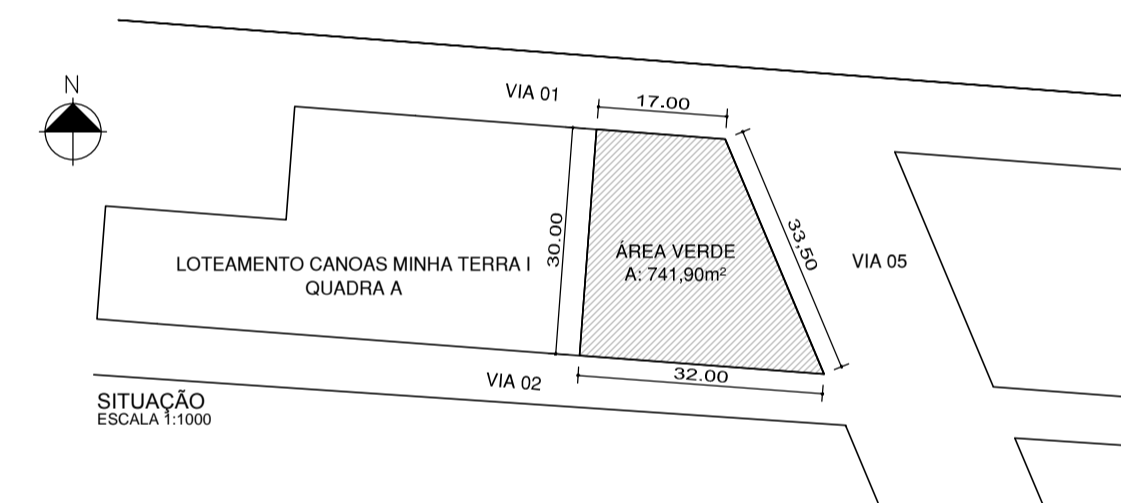 N
VIA 01
17.00
30.00
33,50
ÁREA VERDE
A: 741,90m²
VIA 05
LOTEAMENTO CANOAS MINHA TERRA I
QUADRA A
32.00
VIA 02
SITUAÇÃO
ESCALA 1:1000